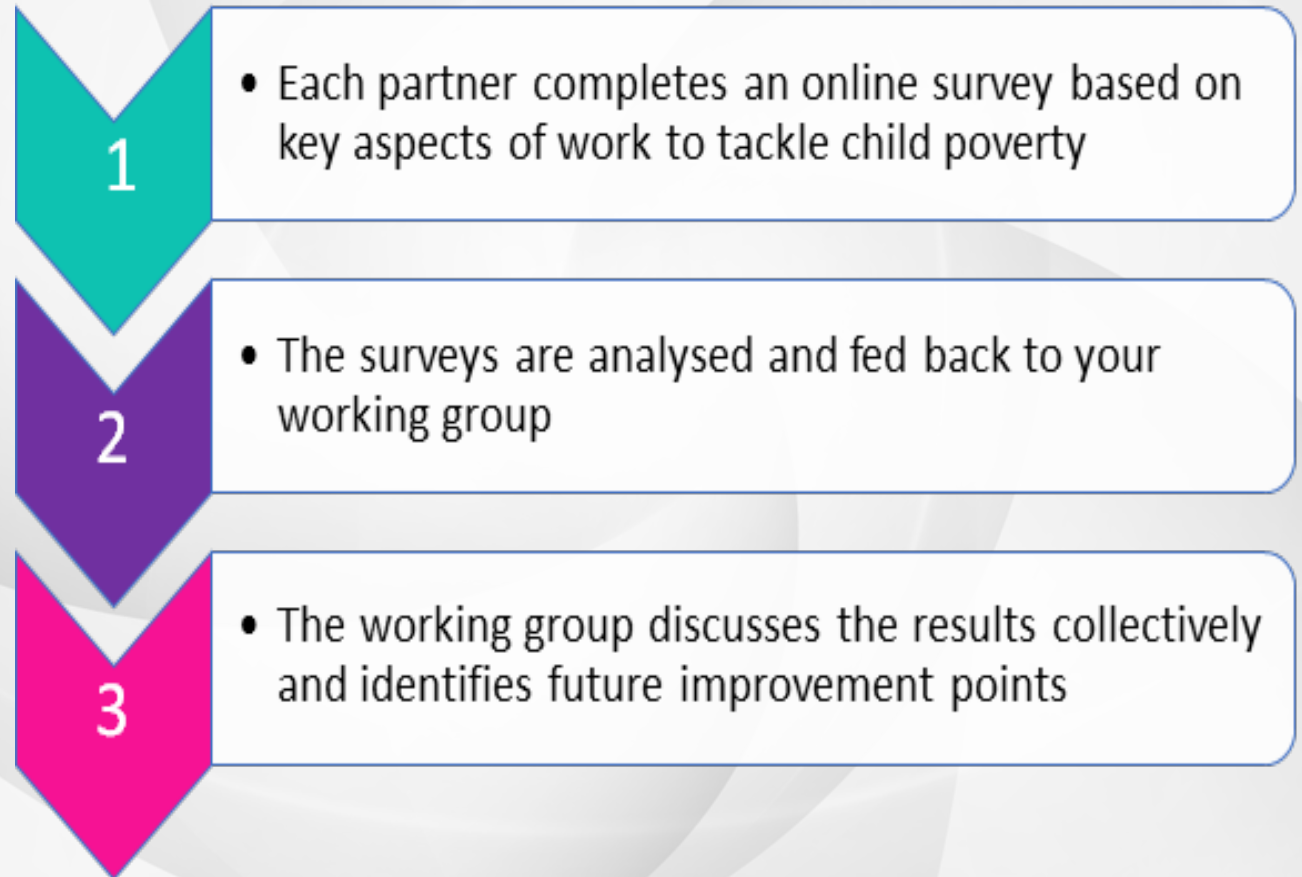 1
• Each partner completes an online survey based on
key aspects of work to tackle child poverty
2
• The surveys are analysed and fed back to your
working group
3
• The working group discusses the results collectively
and identifies future improvement points